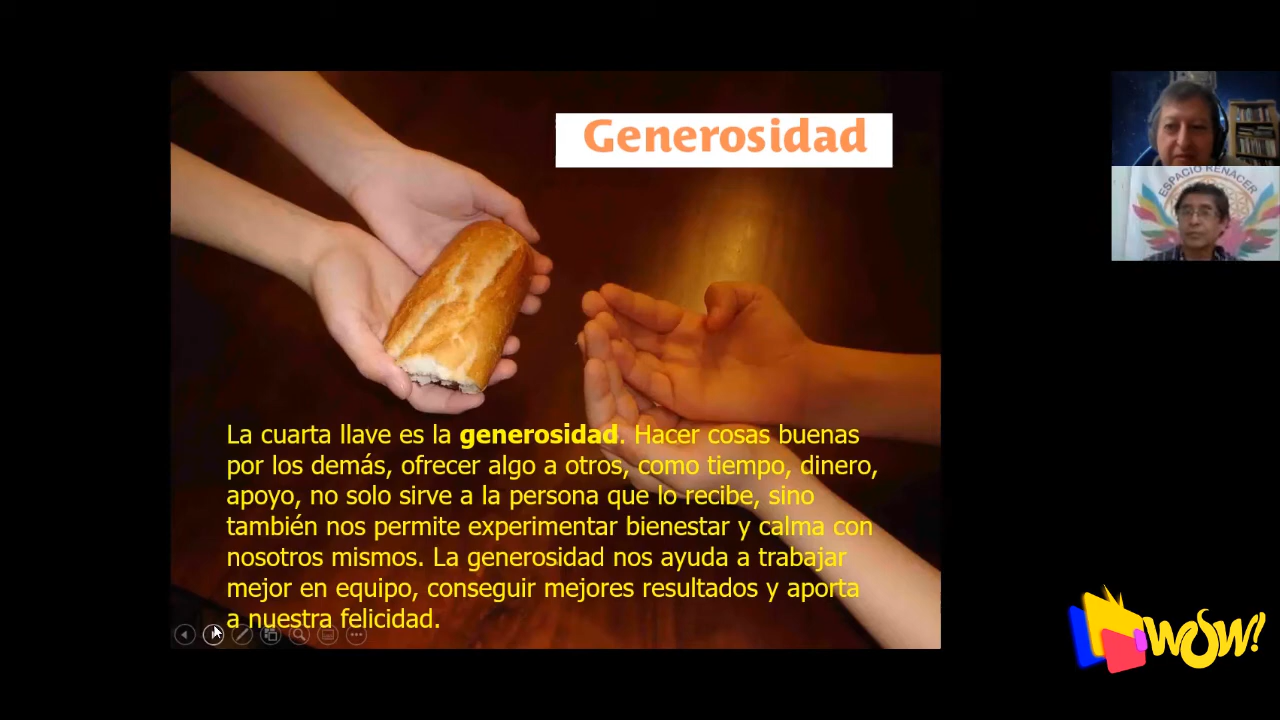 Generosidad
La cuarta llave es la generosidad. Hacer cosas buenas
por los demás, ofrecer algo a otros, como tiempo, dinero,
apoyo, no solo sirve a la persona que lo recibe, sino
también nos permite experimentar bienestar y calma con
nosotros mismos. La generosidad nos ayuda a trabajar
mejor en equipo, conseguir mejores resultados y aporta
a nuestra felicidad.
ESPACIO RENACER
WOW!